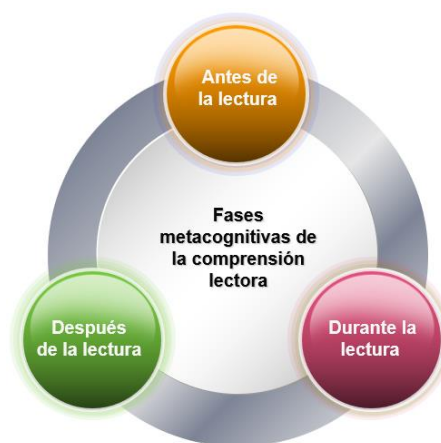 Antes de
la lectura
Fases
metacognitivas de
la comprensión
lectora
Después
de la lectura
Durante la
lectura